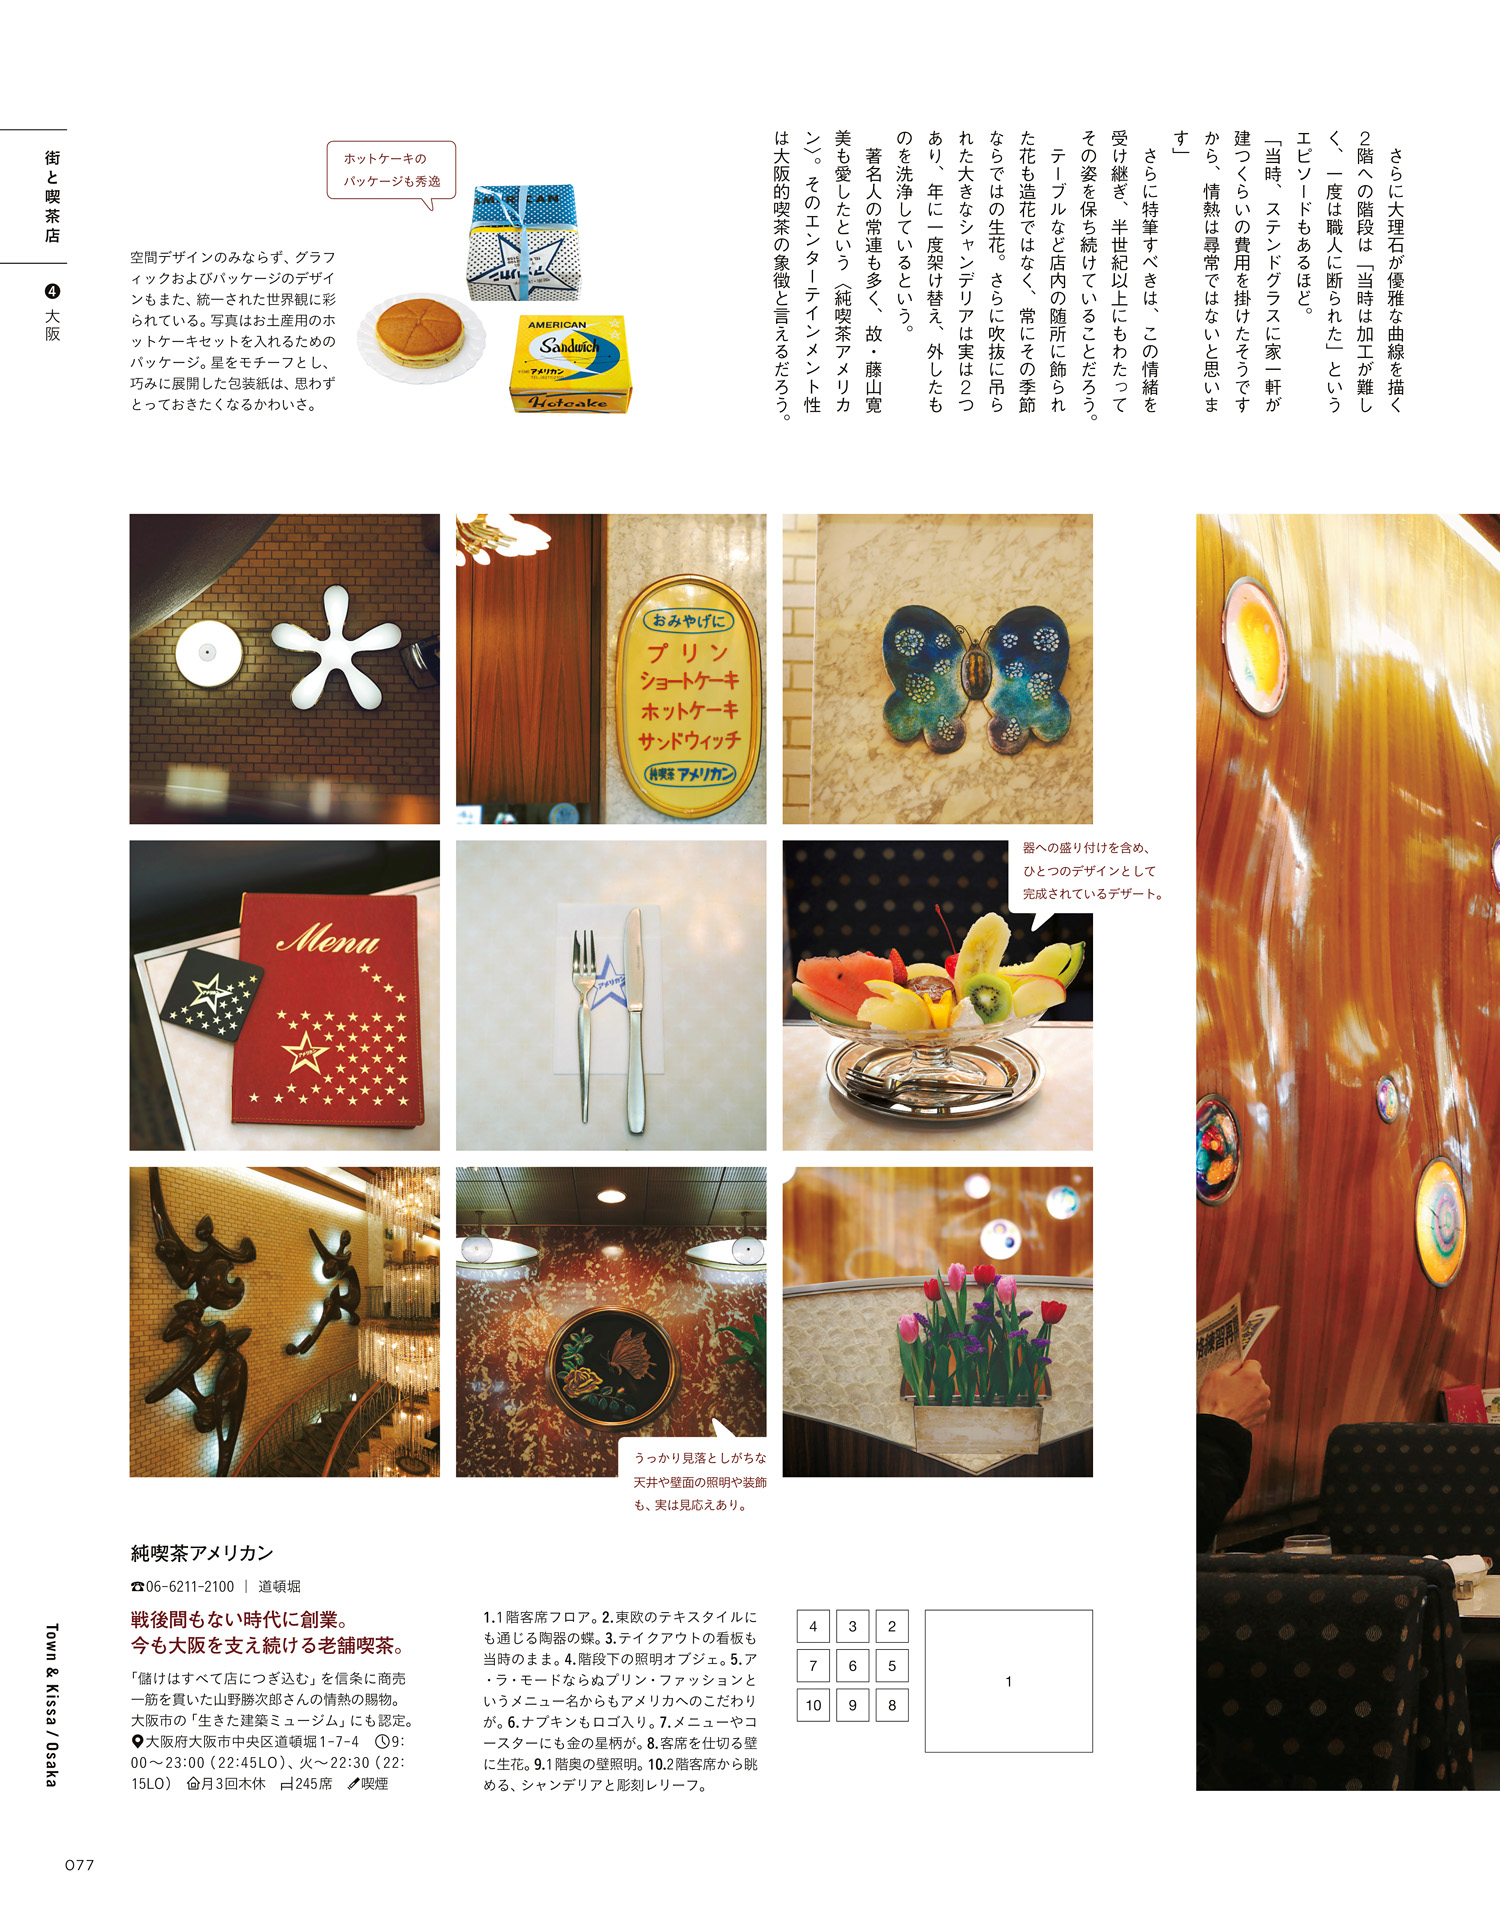 街と喫茶店
❹大阪
さらに大理石が優雅な曲線を描く
2階への階段は「当時は加工が難し
く、一度は職人に断られた」という
エピソードもあるほど。
「当時、ステンドグラスに家一軒が
建つくらいの費用を掛けたそうです
から、情熱は尋常ではないと思いま
す」
さらに特筆すべきは、この情緒を
受け継ぎ、半世紀以上にもわたって
その姿を保ち続けていることだろう。
テーブルなど店内の随所に飾られ
た花も造花ではなく、常にその季節
ならではの生花。さらに吹抜に吊ら
れた大きなシャンデリアは実は2つ
あり、年に一度架け替え、外したも
のを洗浄しているという。
著名人の常連も多く、故・藤山寛
美も愛したという〈純喫茶アメリカ
ン〉。そのエンターテインメント性
は大阪的喫茶の象徴と言えるだろう。
ホットケーキの
パッケージも秀逸
空間デザインのみならず、グラフ
ィックおよびパッケージのデザイ
ンもまた、統一された世界観に彩
られている。写真はお土産用のホ
ットケーキセットを入れるための
パッケージ。星をモチーフとし、
巧みに展開した包装紙は、思わず
とっておきたくなるかわいさ。
AMERICAN
AMERICAN
Sandwich
アメリカン
Hotcake
おみやげに
プリン
ショートケーキ
ホットケーキ
サンドウィッチ
純喫茶 アメリカン
Menu
アメリカン
アメリカン
アメリカン
器への盛り付けを含め、
ひとつのデザインとして
完成されているデザート。
うっかり見落としがちな
天井や壁面の照明や装飾
も、実は見応えあり。
純喫茶アメリカン
☎06-6211-2100 | 道頓堀
戦後間もない時代に創業。
今も大阪を支え続ける老舗喫茶。
「儲けはすべて店につぎ込む」を信条に商売
一筋を貫いた山野勝次郎さんの情熱の賜物。
大阪市の「生きた建築ミュージム」にも認定。
大阪府大阪市中央区道頓堀1-7-4 9:
00〜23:00(22:45LO)、火〜22:30(22:
15LO) 月3回木休 245席 喫煙
1.1階客席フロア。2.東欧のテキスタイルに
も通じる陶器の蝶。3.テイクアウトの看板も
当時のまま。4.階段下の照明オブジェ。5.ア
・ラ・モードならぬプリン・ファッションと
いうメニュー名からもアメリカへのこだわり
が。6.ナプキンもロゴ入り。7.メニューやコ
ースターにも金の星柄が。8.客席を仕切る壁
に生花。9.1階奥の壁照明。10.2階客席から眺
める、シャンデリアと彫刻レリーフ。
4 3 2
7 6 5
10 9 8
1
Town & Kissa / Osaka
077